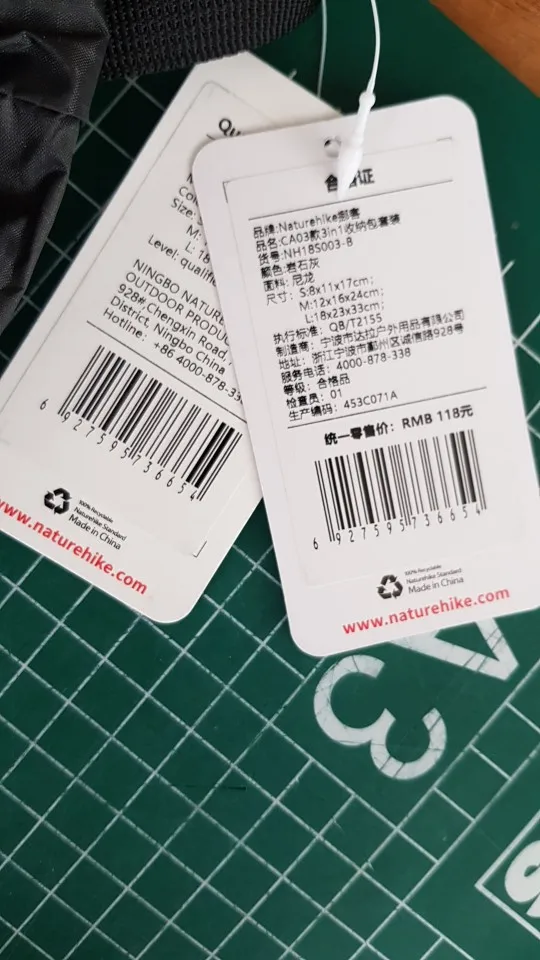 合格证
品牌:Naturehike挪客
品名:CA03款3in1收纳包套装
货号:NH18S003-B
颜色:岩石灰
面料: 尼龙
尺寸: S:8x11x17cm;
M:12x16x24cm;
L:18x23x33cm;
执行标准: QB/T2155
制造商: 宁波市达拉户外用品有限公司
地址: 浙江宁波市鄞州区诚信路928号
服务电话: 4000-878-338
等级: 合格品
检查员: 01
生产编码: 453C071A
统一零售价: RMB 118元
6 927595 736654
100% Recyclable
Naturehike Standard
Made in China
www.naturehike.com
Qu
M
Co
Size:
M:
L: 18
Level: qualifi
NINGBO NATURE
OUTDOOR PRODUC
928# Chengxin Road,
District, Ningbo China
Hotline: +86 4000-878-33
6 927595 736654
100% Recyclable
Naturehike Standard
Made in China
www.naturehike.com
A3